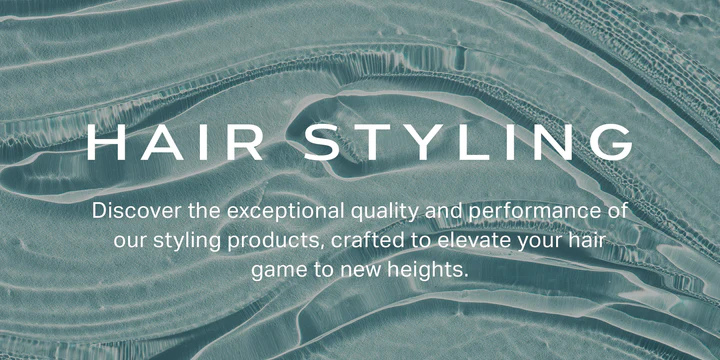 HAIR STYLING
Discover the exceptional quality and performance of
our styling products, crafted to elevate your hair
game to new heights.